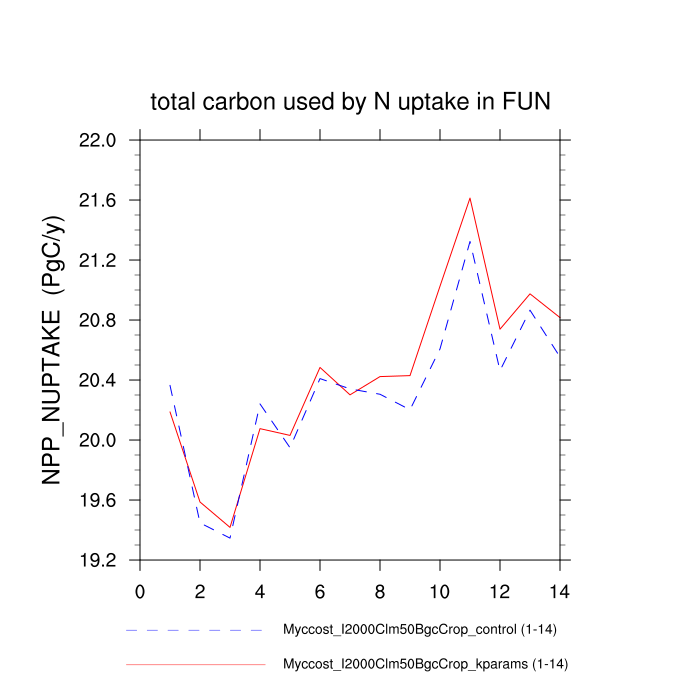 total carbon used by N uptake in FUN
NPP_NUPTAKE (PgC/y)
22.0
21.6
21.2
20.8
20.4
20.0
19.6
19.2
0 2 4 6 8 10 12 14
Myccost_I2000Clm50BgcCrop_control (1-14)
Myccost_I2000Clm50BgcCrop_kparams (1-14)